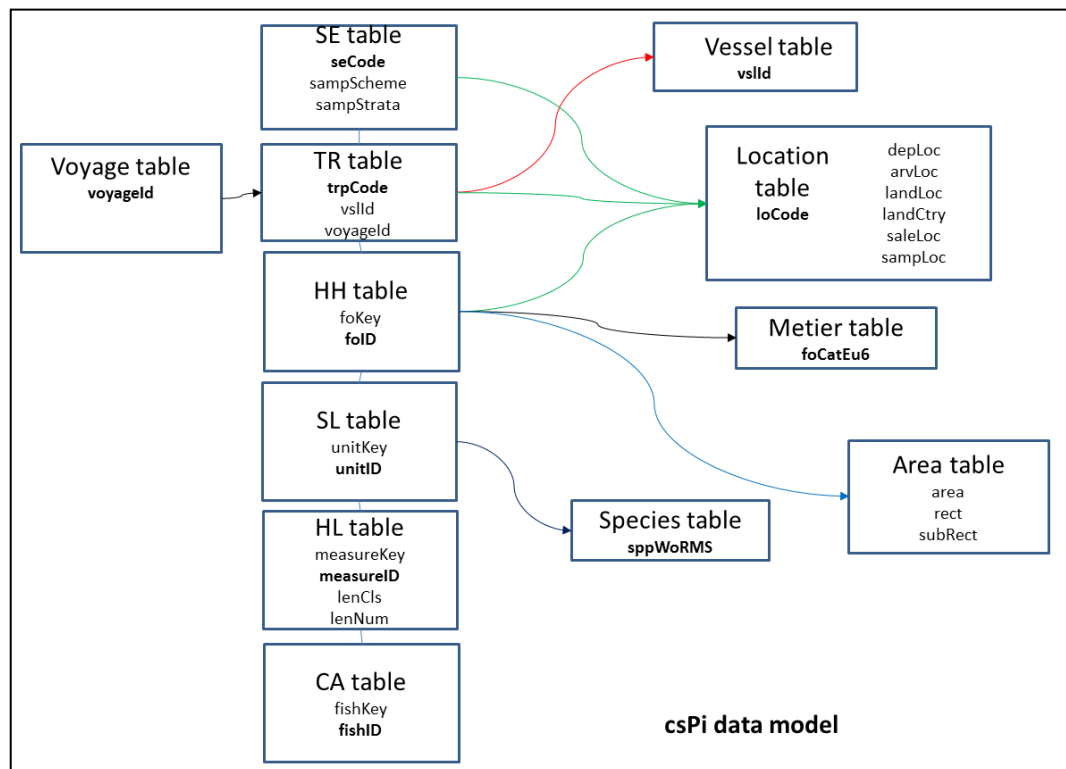 SE table
seCode
sampScheme
sampStrata
Vessel table
vslId
Voyage table
voyageId
TR table
trpCode
vslId
voyageId
Location
table
loCode
depLoc
arvLoc
landLoc
landCtry
saleLoc
sampLoc
HH table
foKey
foID
Metier table
foCatEu6
SL table
unitKey
unitID
Area table
area
rect
subRect
Species table
sppWoRMS
HL table
measureKey
measureID
lenCls
lenNum
CA table
fishKey
fishID
csPi data model